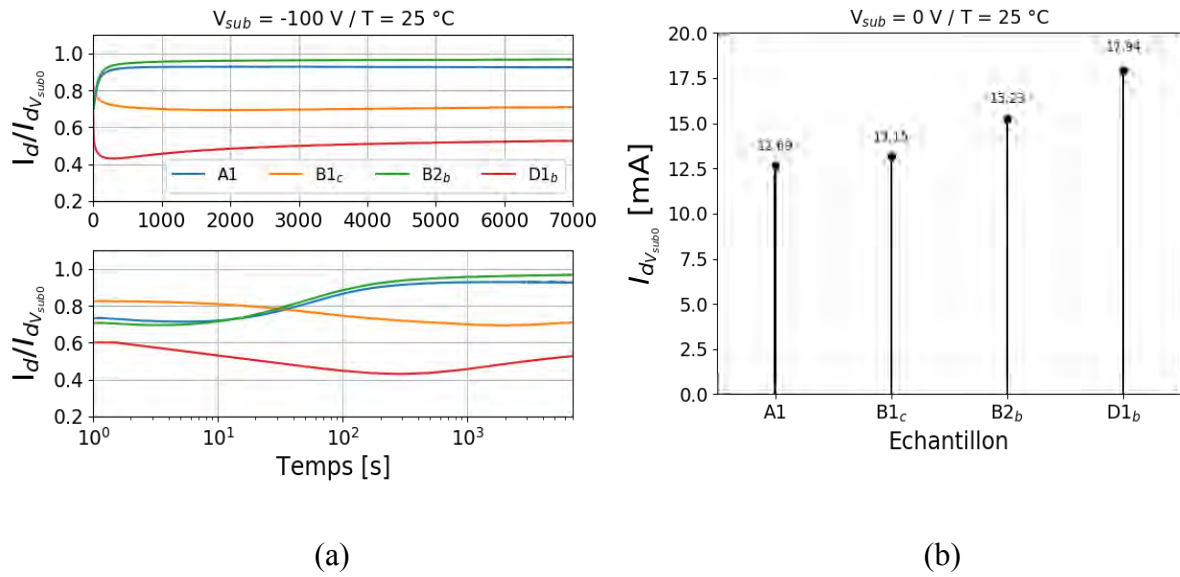 V_sub = -100 V / T = 25 °C
I_d/I_dV_sub0
1.0
0.8
0.6
0.4
0.2
A1 B1_c B2_b D1_b
0 1000 2000 3000 4000 5000 6000 7000
I_d/I_dV_sub0
1.0
0.8
0.6
0.4
0.2
10^0 10^1 10^2 10^3
Temps [s]
(a)
V_sub = 0 V / T = 25 °C
I_dV_sub0 [mA]
20.0
17.5
15.0
12.5
10.0
7.5
5.0
2.5
0.0
12.69
13.15
15.23
17.94
A1 B1_c B2_b D1_b
Echantillon
(b)